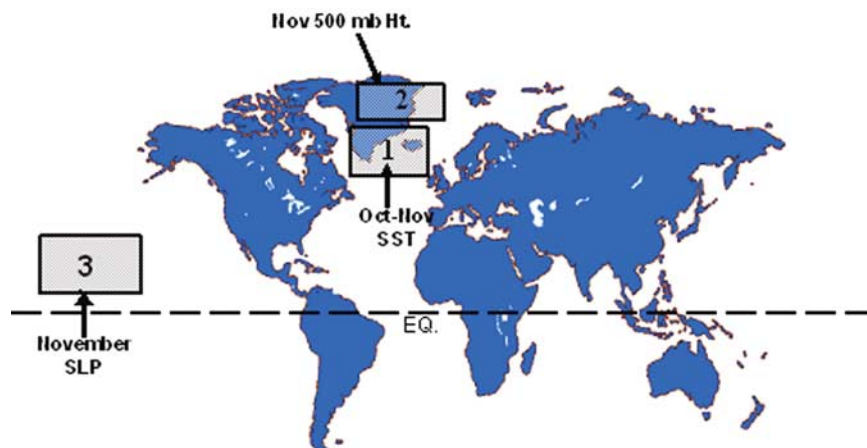 Nov 500 mb Ht.
2
1
Oct-Nov
SST
3
EQ.
November
SLP